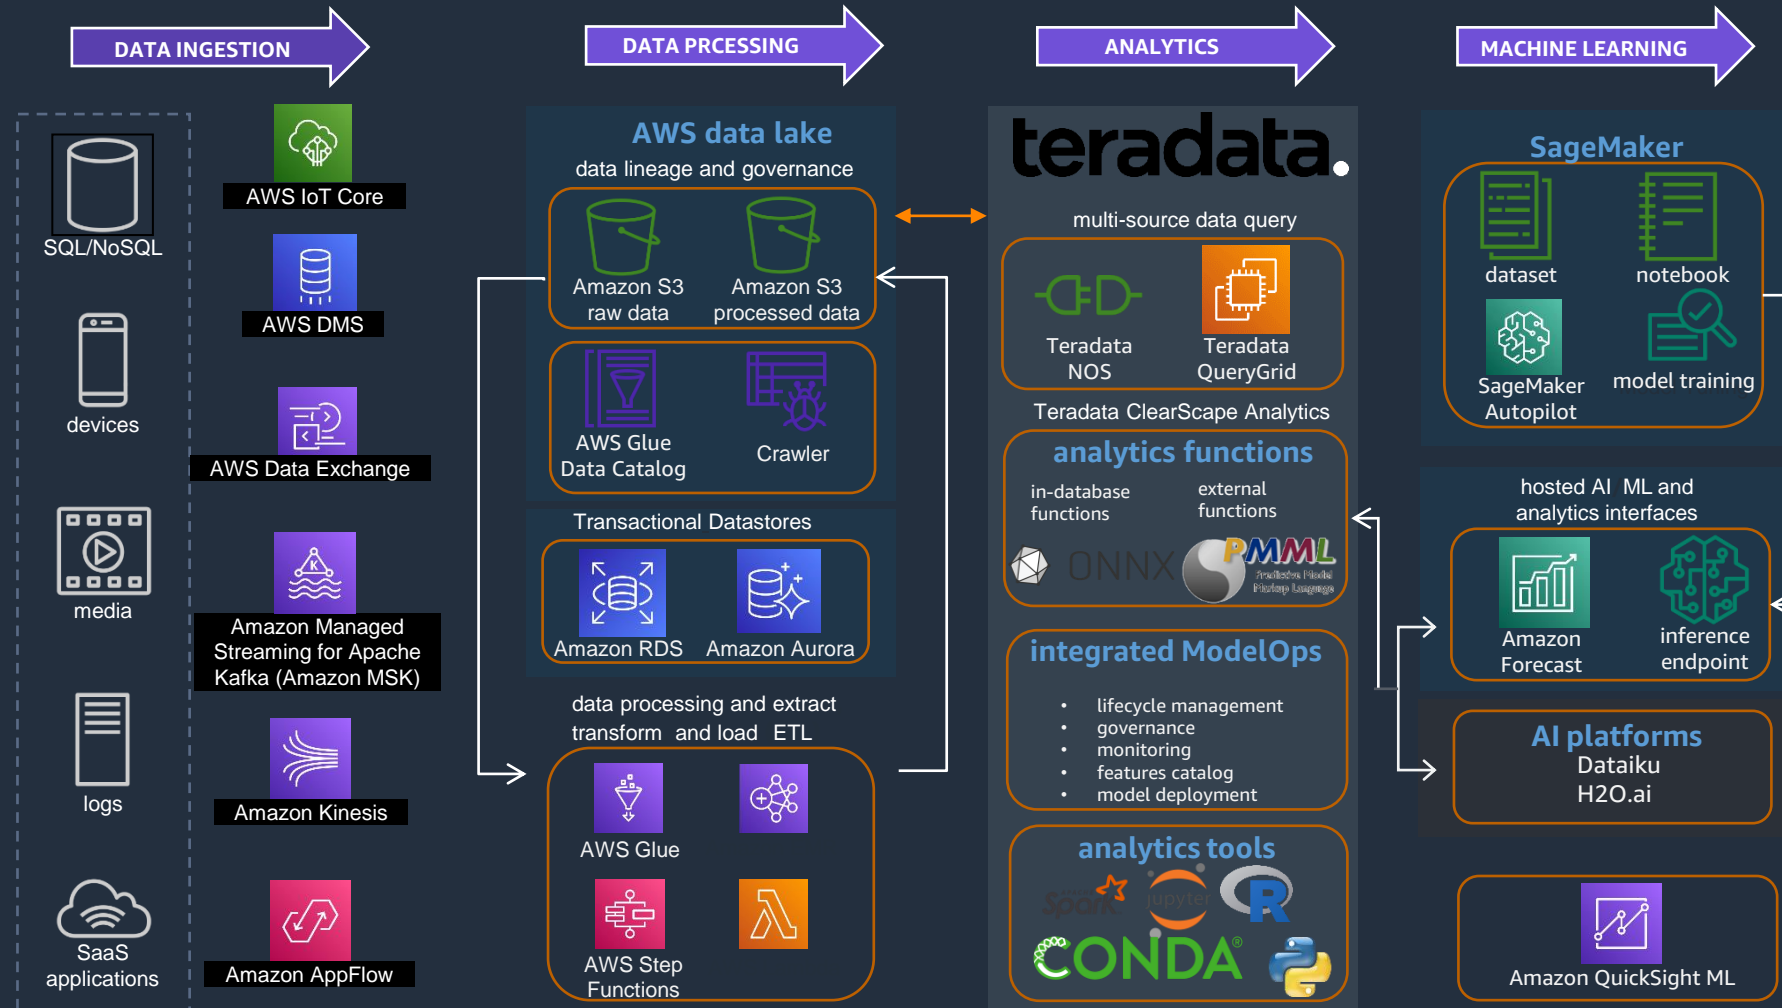 DATA INGESTION
DATA PRCESSING
ANALYTICS
MACHINE LEARNING
SQL/NoSQL
devices
media
logs
SaaS
applications
AWS IoT Core
AWS DMS
AWS Data Exchange
Amazon Managed
Streaming for Apache
Kafka (Amazon MSK)
Amazon Kinesis
Amazon AppFlow
AWS data lake
data lineage and governance
Amazon S3
raw data
Amazon S3
processed data
AWS Glue
Data Catalog
Crawler
Transactional Datastores
Amazon RDS
Amazon Aurora
data processing and extract
transform and load ETL
AWS Glue
AWS Step
Functions
teradata.
multi-source data query
Teradata
NOS
Teradata
QueryGrid
Teradata ClearScape Analytics
analytics functions
in-database
functions
external
functions
K
ONNX
PMML
Predictive Model
Markup Language
integrated ModelOps
• lifecycle management
• governance
• monitoring
• features catalog
• model deployment
analytics tools
Spark
jupyter
R
CONDA®
SageMaker
dataset
notebook
SageMaker
Autopilot
model training
hosted AI ML and
analytics interfaces
Amazon
Forecast
inference
endpoint
AI platforms
Dataiku
H2O.ai
Amazon QuickSight ML